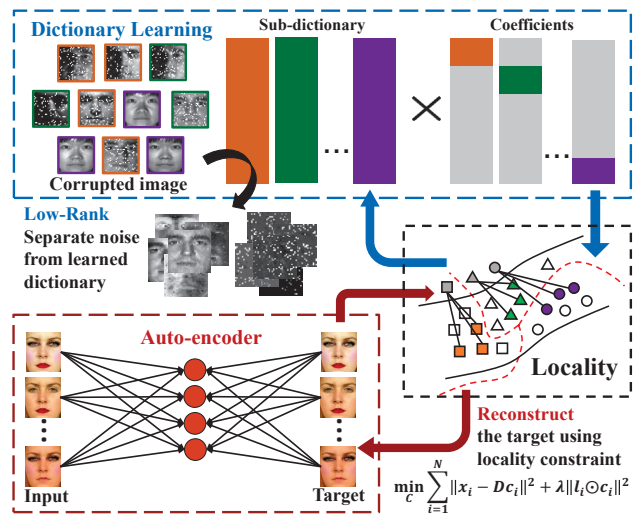 Dictionary Learning
Sub-dictionary
Coefficients
...
...
Corrupted image
Low-Rank
Separate noise
from learned
dictionary
Locality
Auto-encoder
Input
Target
Reconstruct
the target using
locality constraint
min_C ∑_{i=1}^{N} ||x_i − Dc_i||² + λ||l_i⊙c_i||²